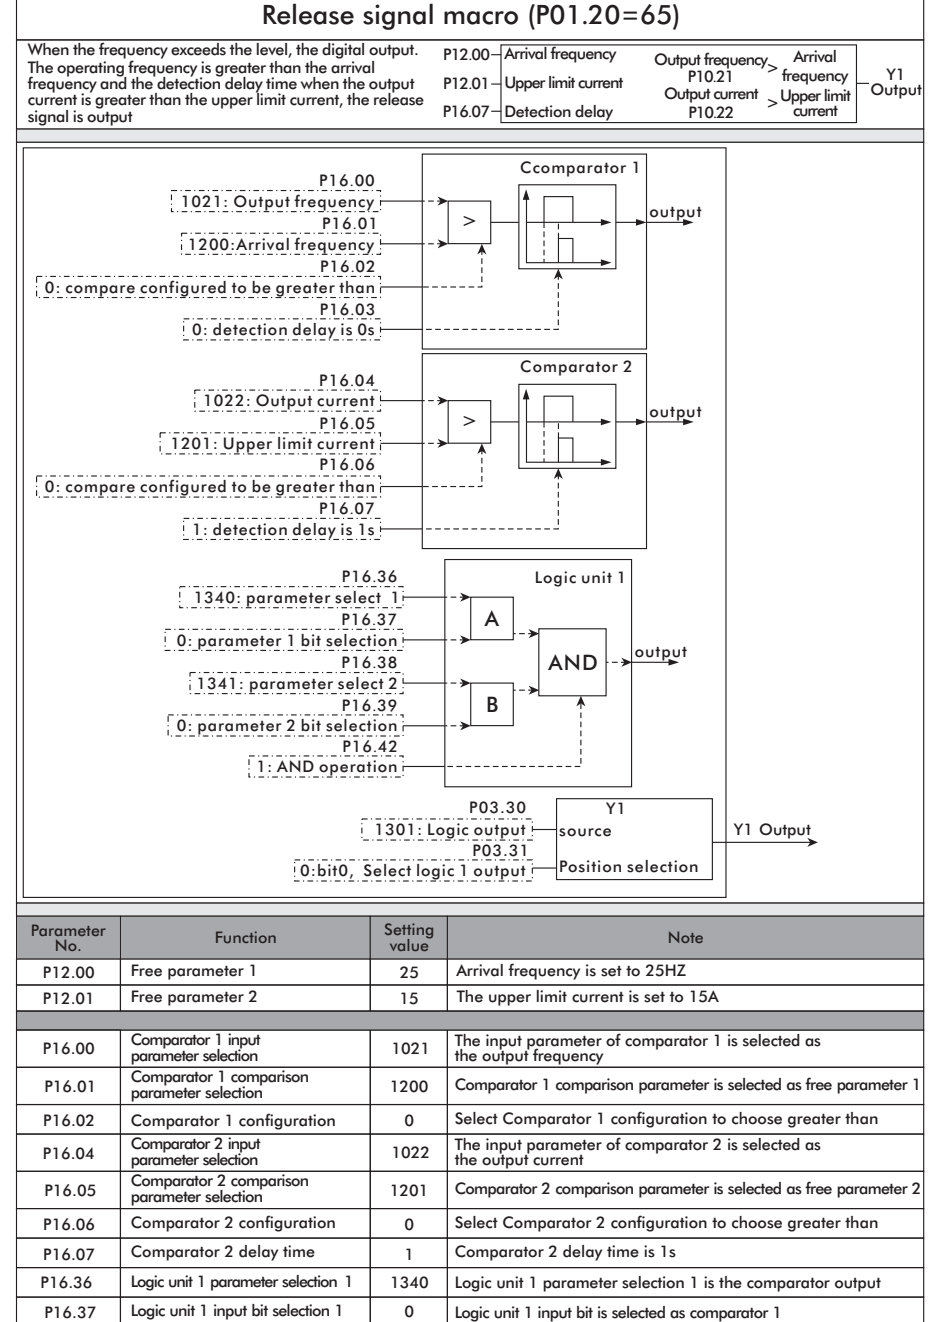 Release signal macro (P01.20=65)
When the frequency exceeds the level, the digital output.
The operating frequency is greater than the arrival
frequency and the detection delay time when the output
current is greater than the upper limit current, the release
signal is output
P12.00 Arrival frequency
P12.01 Upper limit current
P16.07 Detection delay
Output frequency P10.21 > Arrival frequency
Output current P10.22 > Upper limit current
Y1 Output
Ccomparator 1
P16.00
1021: Output frequency
P16.01
1200:Arrival frequency
P16.02
0: compare configured to be greater than
P16.03
0: detection delay is 0s
>
output
Comparator 2
P16.04
1022: Output current
P16.05
1201: Upper limit current
P16.06
0: compare configured to be greater than
P16.07
1: detection delay is 1s
>
output
Logic unit 1
P16.36
1340: parameter select 1
P16.37
0: parameter 1 bit selection
P16.38
1341: parameter select 2
P16.39
0: parameter 2 bit selection
P16.42
1: AND operation
A
B
AND
output
P03.30
1301: Logic output
P03.31
0:bit0, Select logic 1 output
Y1
source
Position selection
Y1 Output
Parameter No. Function Setting value Note
P12.00 Free parameter 1 25 Arrival frequency is set to 25HZ
P12.01 Free parameter 2 15 The upper limit current is set to 15A
P16.00 Comparator 1 input parameter selection 1021 The input parameter of comparator 1 is selected as the output frequency
P16.01 Comparator 1 comparison parameter selection 1200 Comparator 1 comparison parameter is selected as free parameter 1
P16.02 Comparator 1 configuration 0 Select Comparator 1 configuration to choose greater than
P16.04 Comparator 2 input parameter selection 1022 The input parameter of comparator 2 is selected as the output current
P16.05 Comparator 2 comparison parameter selection 1201 Comparator 2 comparison parameter is selected as free parameter 2
P16.06 Comparator 2 configuration 0 Select Comparator 2 configuration to choose greater than
P16.07 Comparator 2 delay time 1 Comparator 2 delay time is 1s
P16.36 Logic unit 1 parameter selection 1 1340 Logic unit 1 parameter selection 1 is the comparator output
P16.37 Logic unit 1 input bit selection 1 0 Logic unit 1 input bit is selected as comparator 1